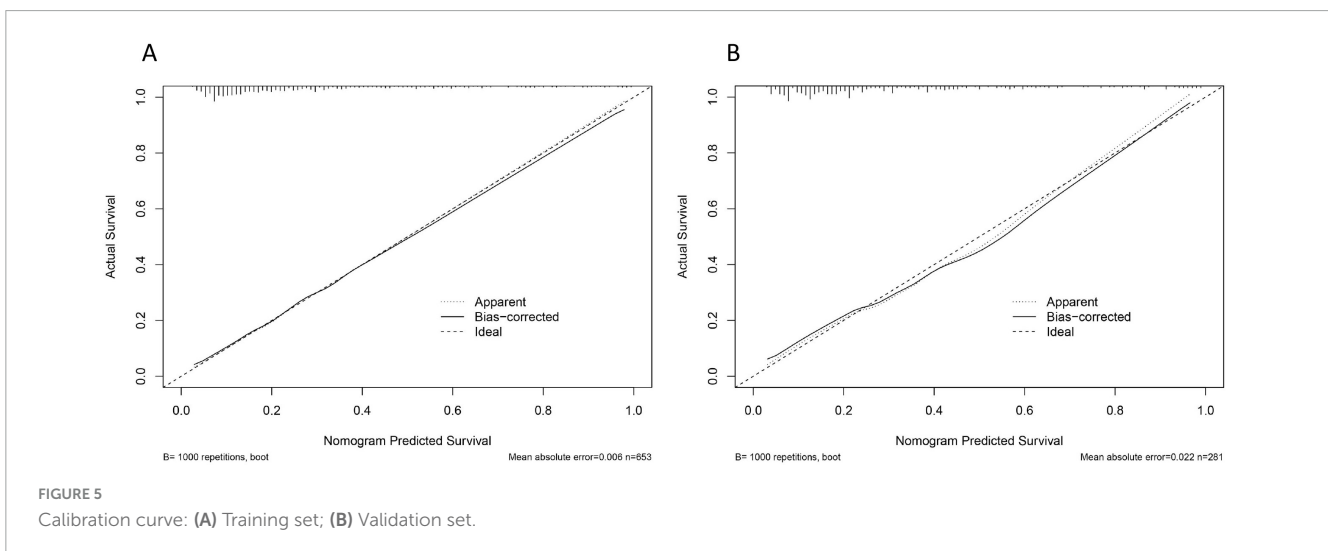 A
B
1.0
0.8
0.6
0.4
0.2
0.0
Actual Survival
Apparent
Bias-corrected
Ideal
0.0 0.2 0.4 0.6 0.8 1.0
Nomogram Predicted Survival
B= 1000 repetitions, boot
Mean absolute error=0.006 n=653
1.0
0.8
0.6
0.4
0.2
0.0
Actual Survival
Apparent
Bias-corrected
Ideal
0.0 0.2 0.4 0.6 0.8 1.0
Nomogram Predicted Survival
B= 1000 repetitions, boot
Mean absolute error=0.022 n=281
FIGURE 5
Calibration curve: (A) Training set; (B) Validation set.